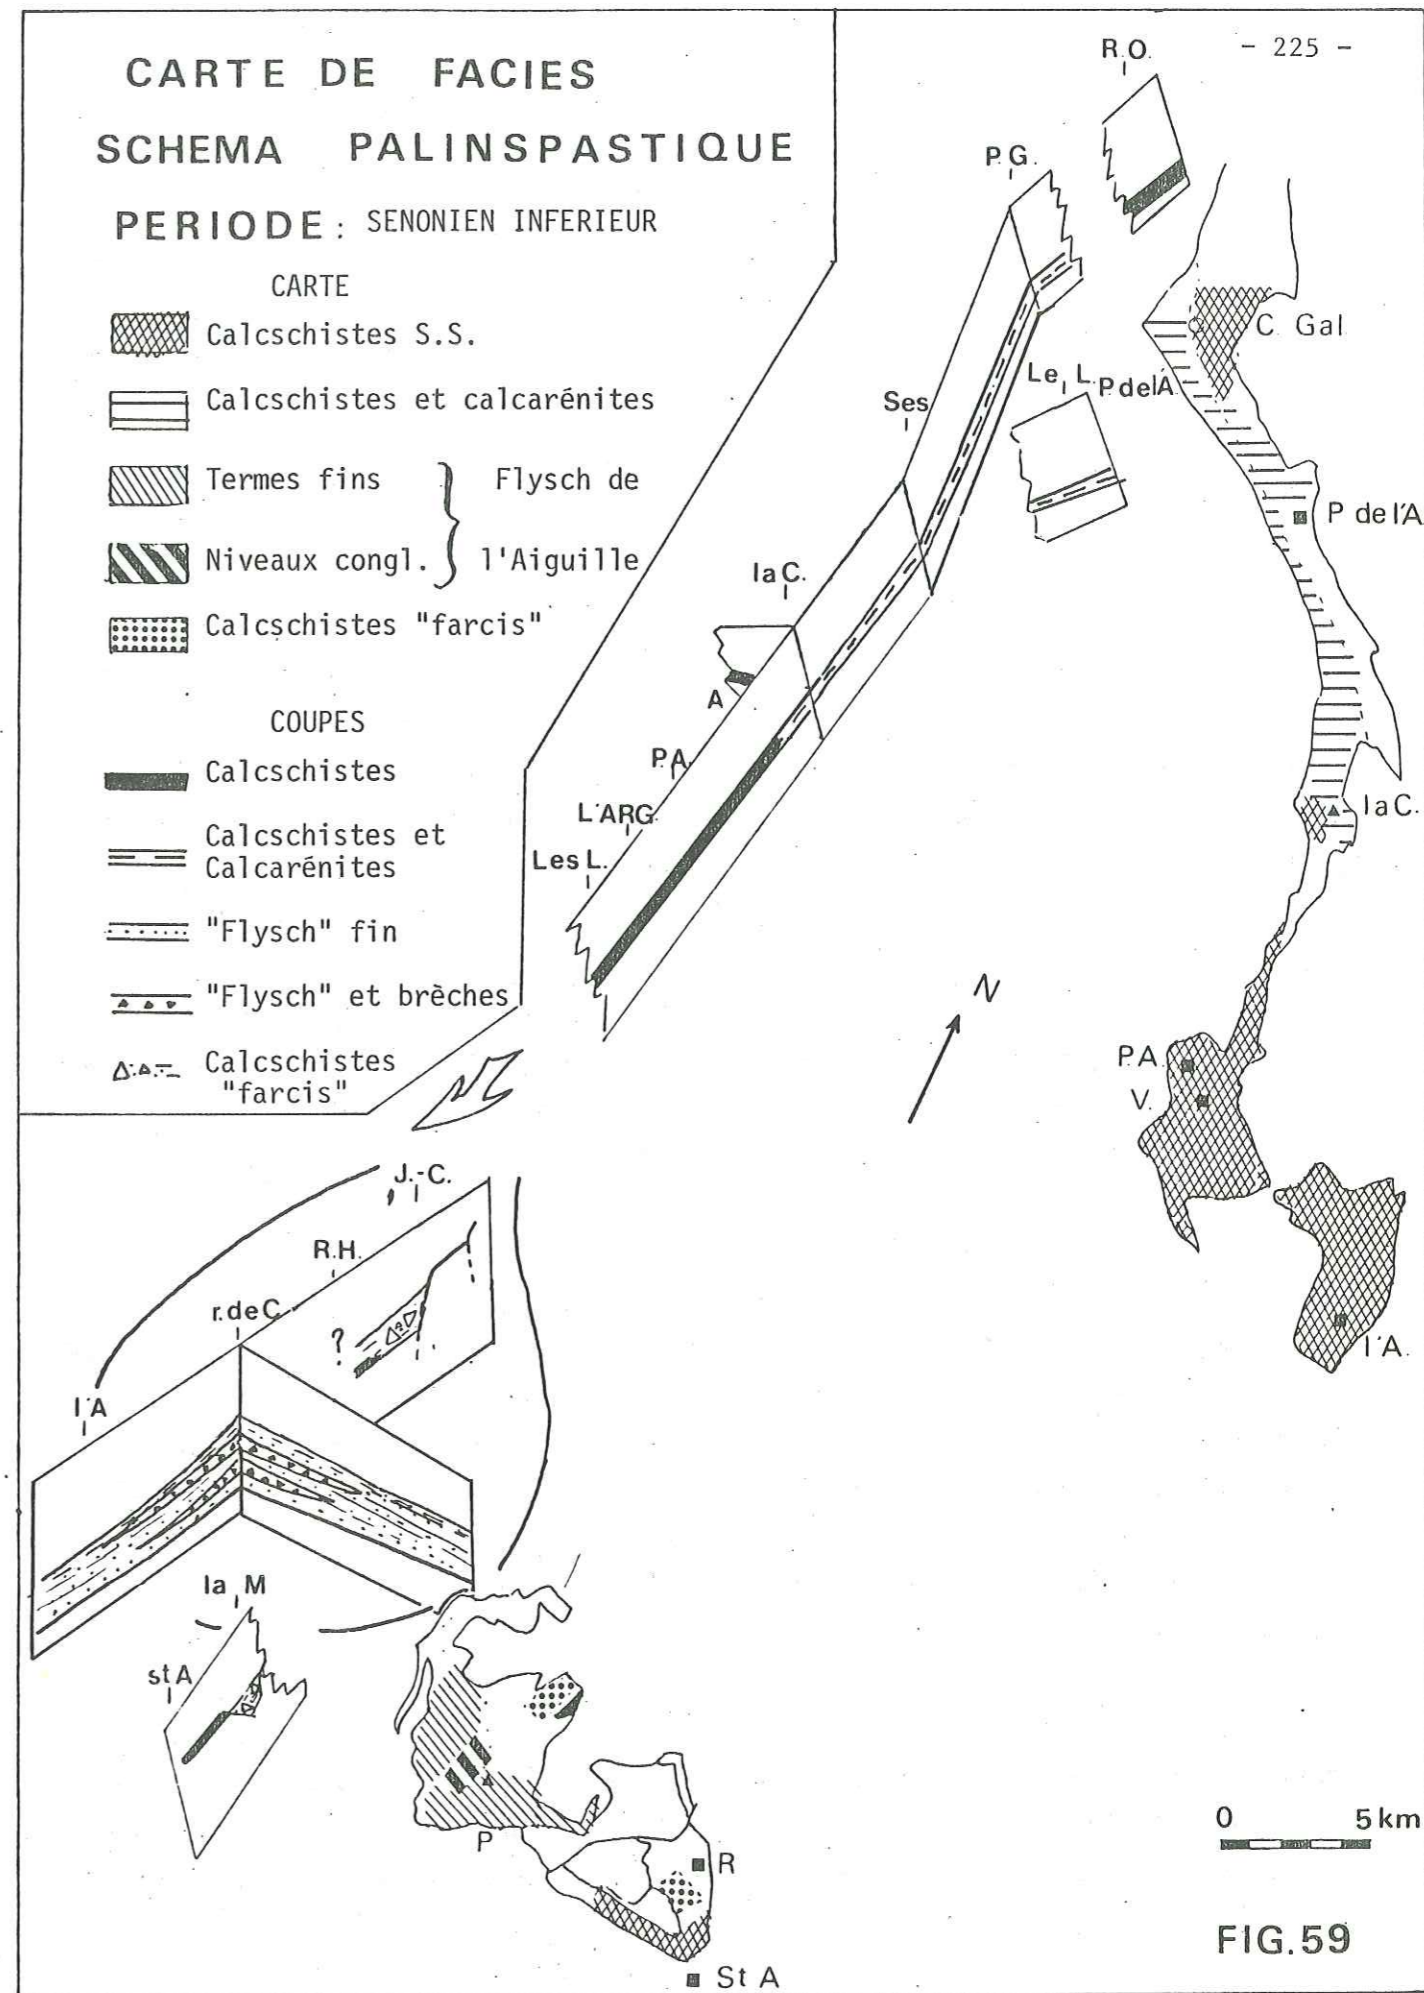 - 225 -
CARTE DE FACIES
SCHEMA PALINSPASTIQUE
PERIODE : SENONIEN INFERIEUR
CARTE
Calcschistes S.S.
Calcschistes et calcarénites
Termes fins
Flysch de
Niveaux congl.
l'Aiguille
Calcschistes "farcis"
COUPES
Calcschistes
Calcschistes et
Calcarénites
"Flysch" fin
"Flysch" et brèches
Calcschistes
"farcis"
R.O.
P.G.
C. Gal
Le L.
P de l'A
Ses
P de l'A
la C.
A
P.A.
L'ARG.
Les L.
la C.
N
P.A.
V.
l'A.
J.-C.
R.H.
r. de C.
?
?
l'A
la M
st A
P
R
St A
0 5 km
FIG.59